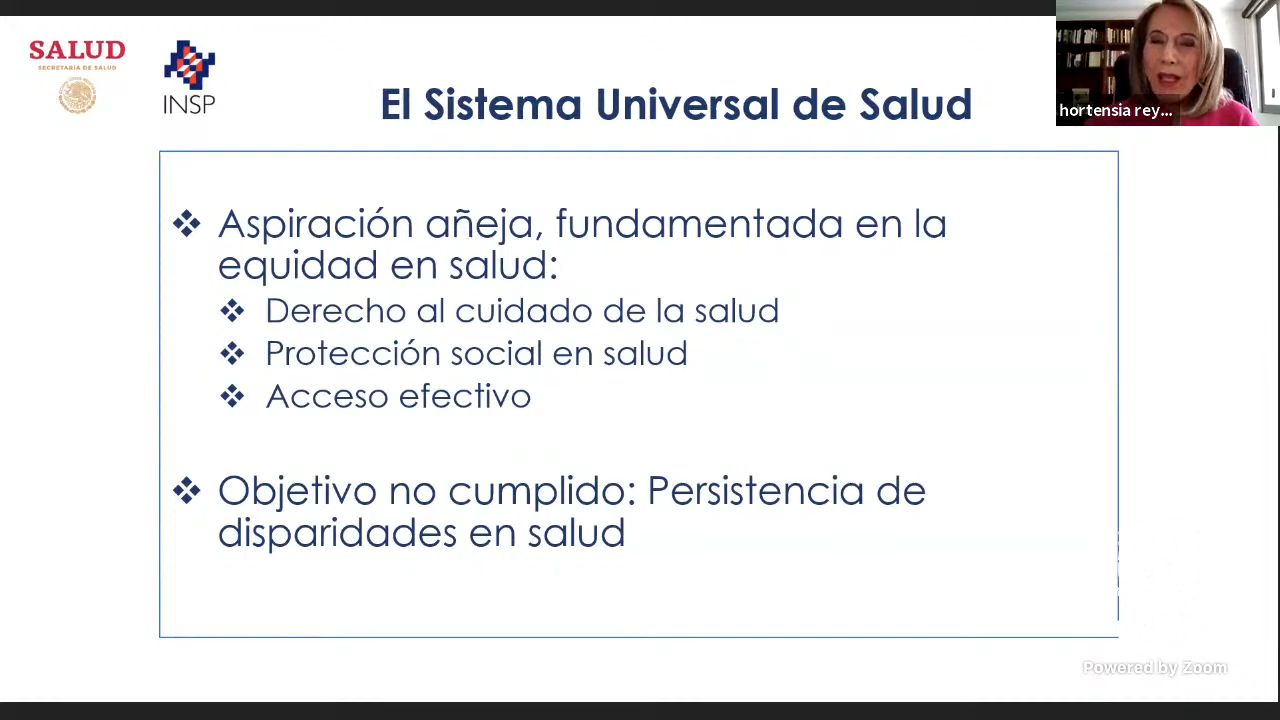 SALUD
SECRETARÍA DE SALUD
INSP
El Sistema Universal de Salud
hortensia rey...
❖ Aspiración añeja, fundamentada en la
equidad en salud:
❖ Derecho al cuidado de la salud
❖ Protección social en salud
❖ Acceso efectivo
❖ Objetivo no cumplido: Persistencia de
disparidades en salud
Powered by Zoom